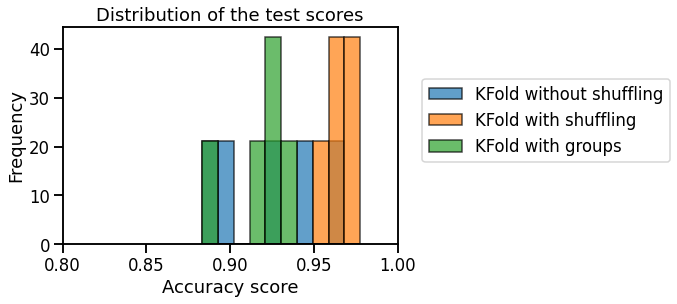 Distribution of the test scores
Frequency
40
30
20
10
0
0.80 0.85 0.90 0.95 1.00
Accuracy score
KFold without shuffling
KFold with shuffling
KFold with groups